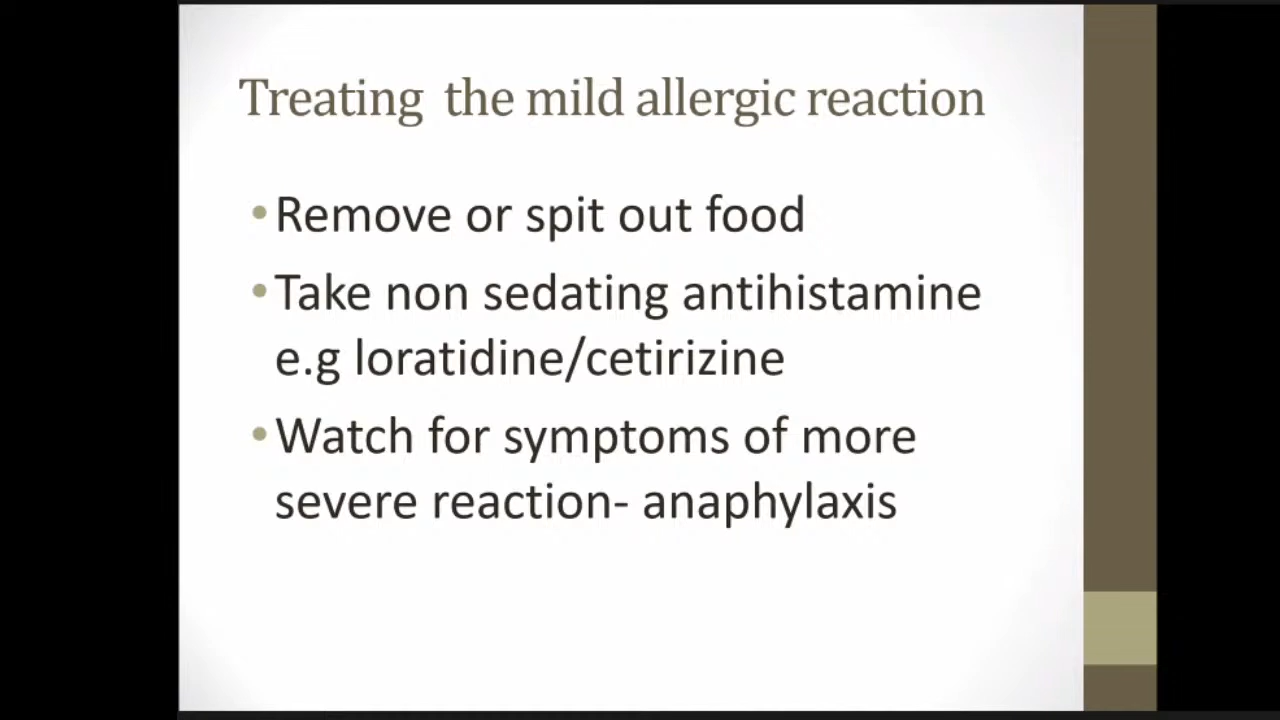 Treating the mild allergic reaction
•Remove or spit out food
•Take non sedating antihistamine
e.g loratidine/cetirizine
•Watch for symptoms of more
severe reaction- anaphylaxis